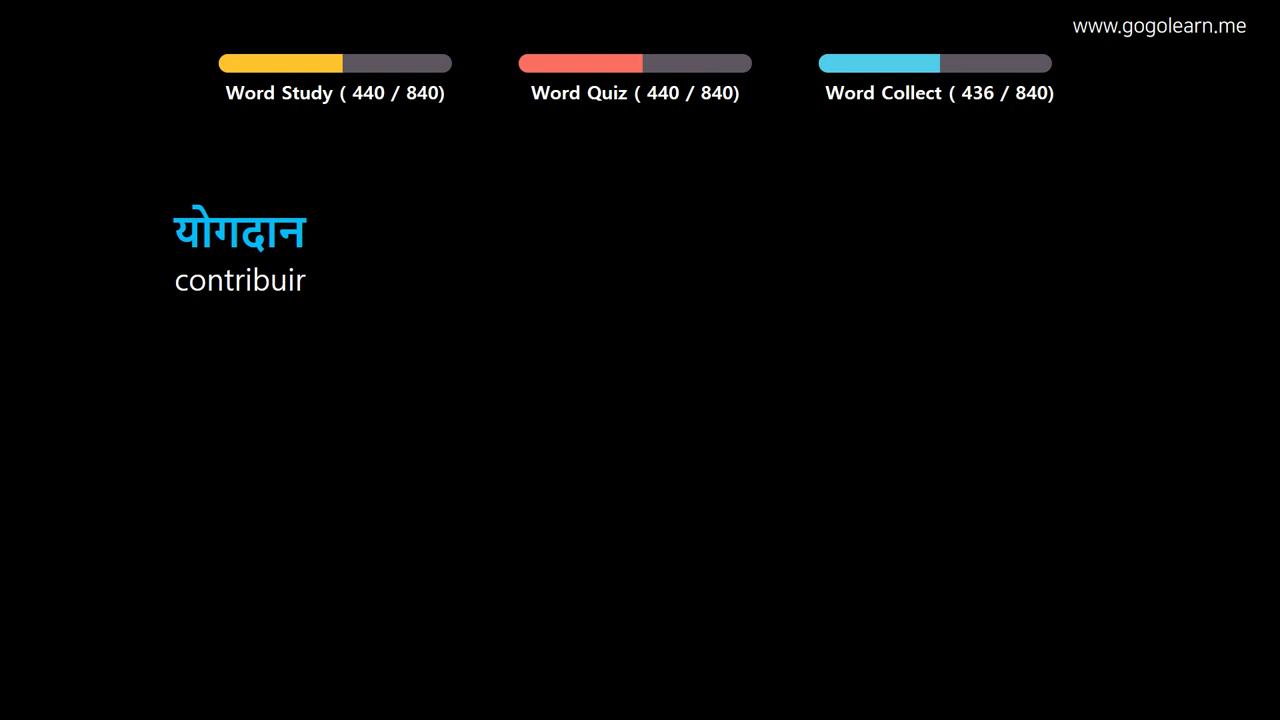 www.gogolearn.me
Word Study ( 440 / 840)
Word Quiz ( 440 / 840)
Word Collect ( 436 / 840)
योगदान
contribuir